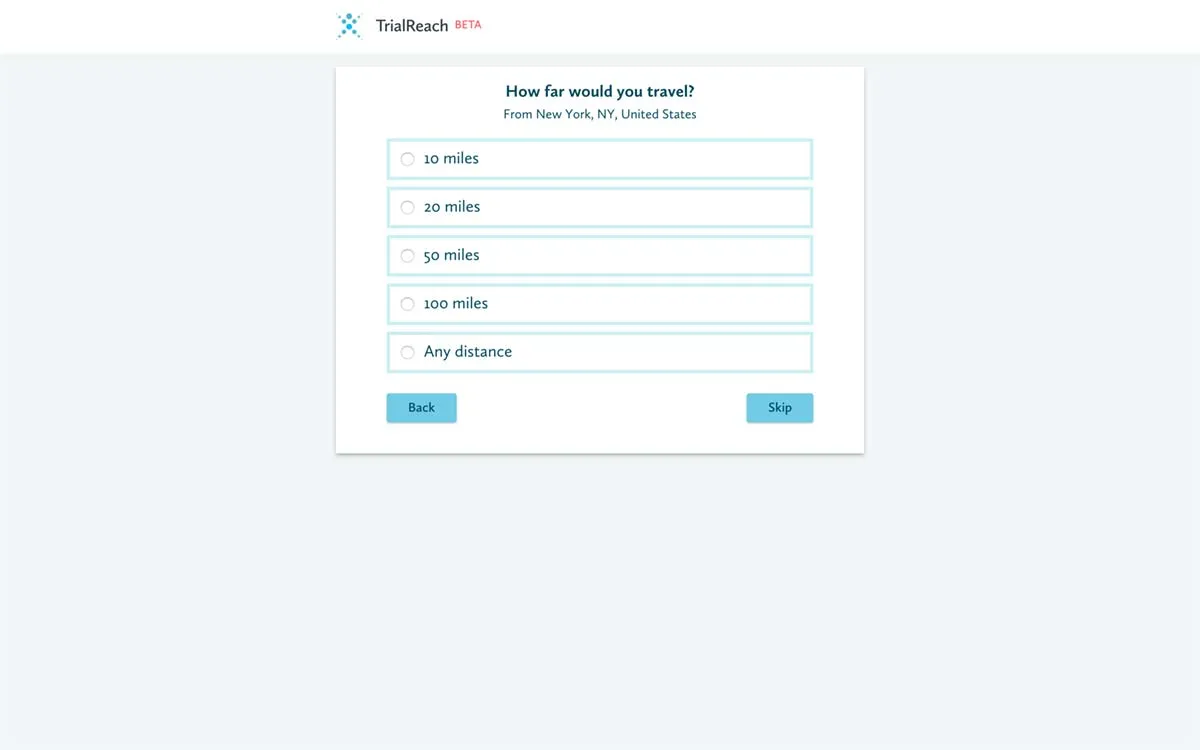 TrialReach BETA
How far would you travel?
From New York, NY, United States
10 miles
20 miles
50 miles
100 miles
Any distance
Back
Skip